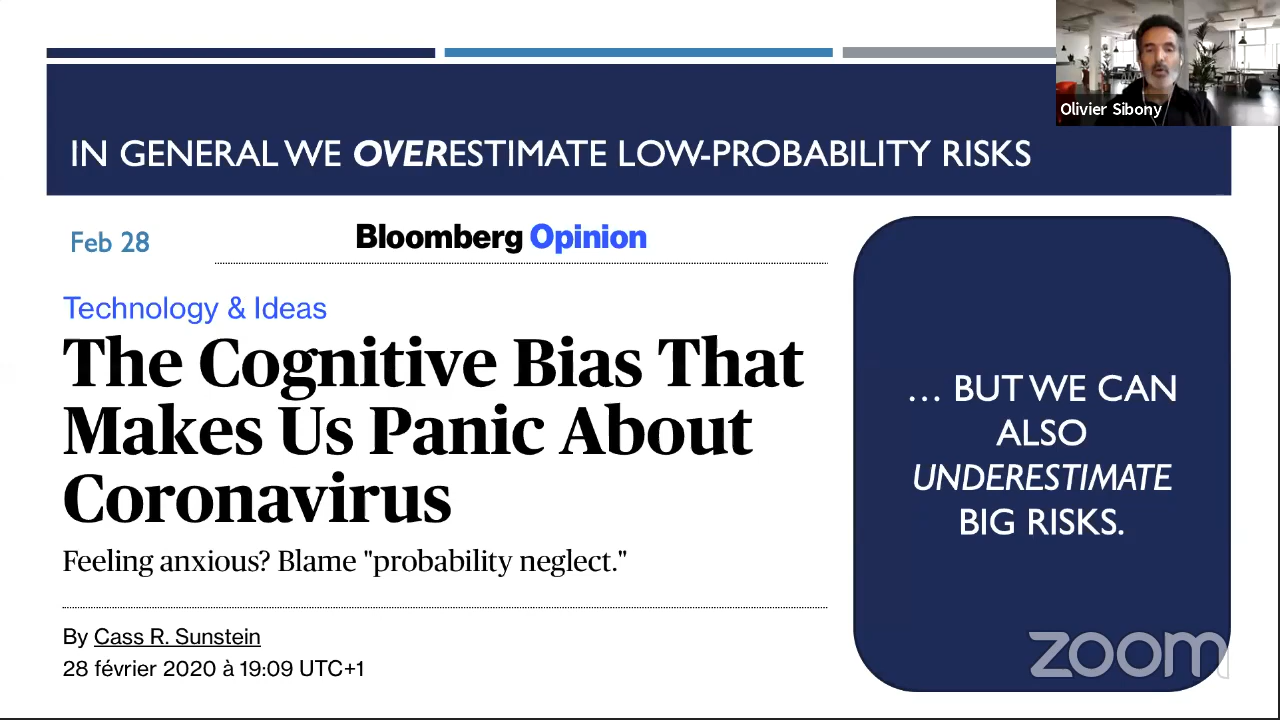 Olivier Sibony
IN GENERAL WE OVERESTIMATE LOW-PROBABILITY RISKS
Feb 28
Bloomberg Opinion
Technology & Ideas
The Cognitive Bias That
Makes Us Panic About
Coronavirus
Feeling anxious? Blame "probability neglect."
By Cass R. Sunstein
28 février 2020 à 19:09 UTC+1
… BUT WE CAN
ALSO
UNDERESTIMATE
BIG RISKS.
zoom